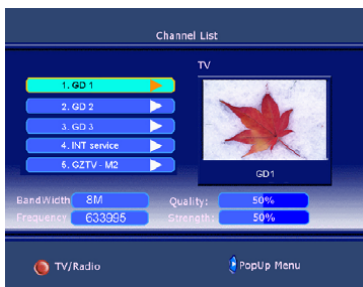 Channel List
TV
1. GD 1
2. GD 2
3. GD 3
4. INT service
5. GZTV - M2
GD1
BandWidth 8M Quality: 50%
Frequency 633995 Strength: 50%
TV/Radio PopUp Menu